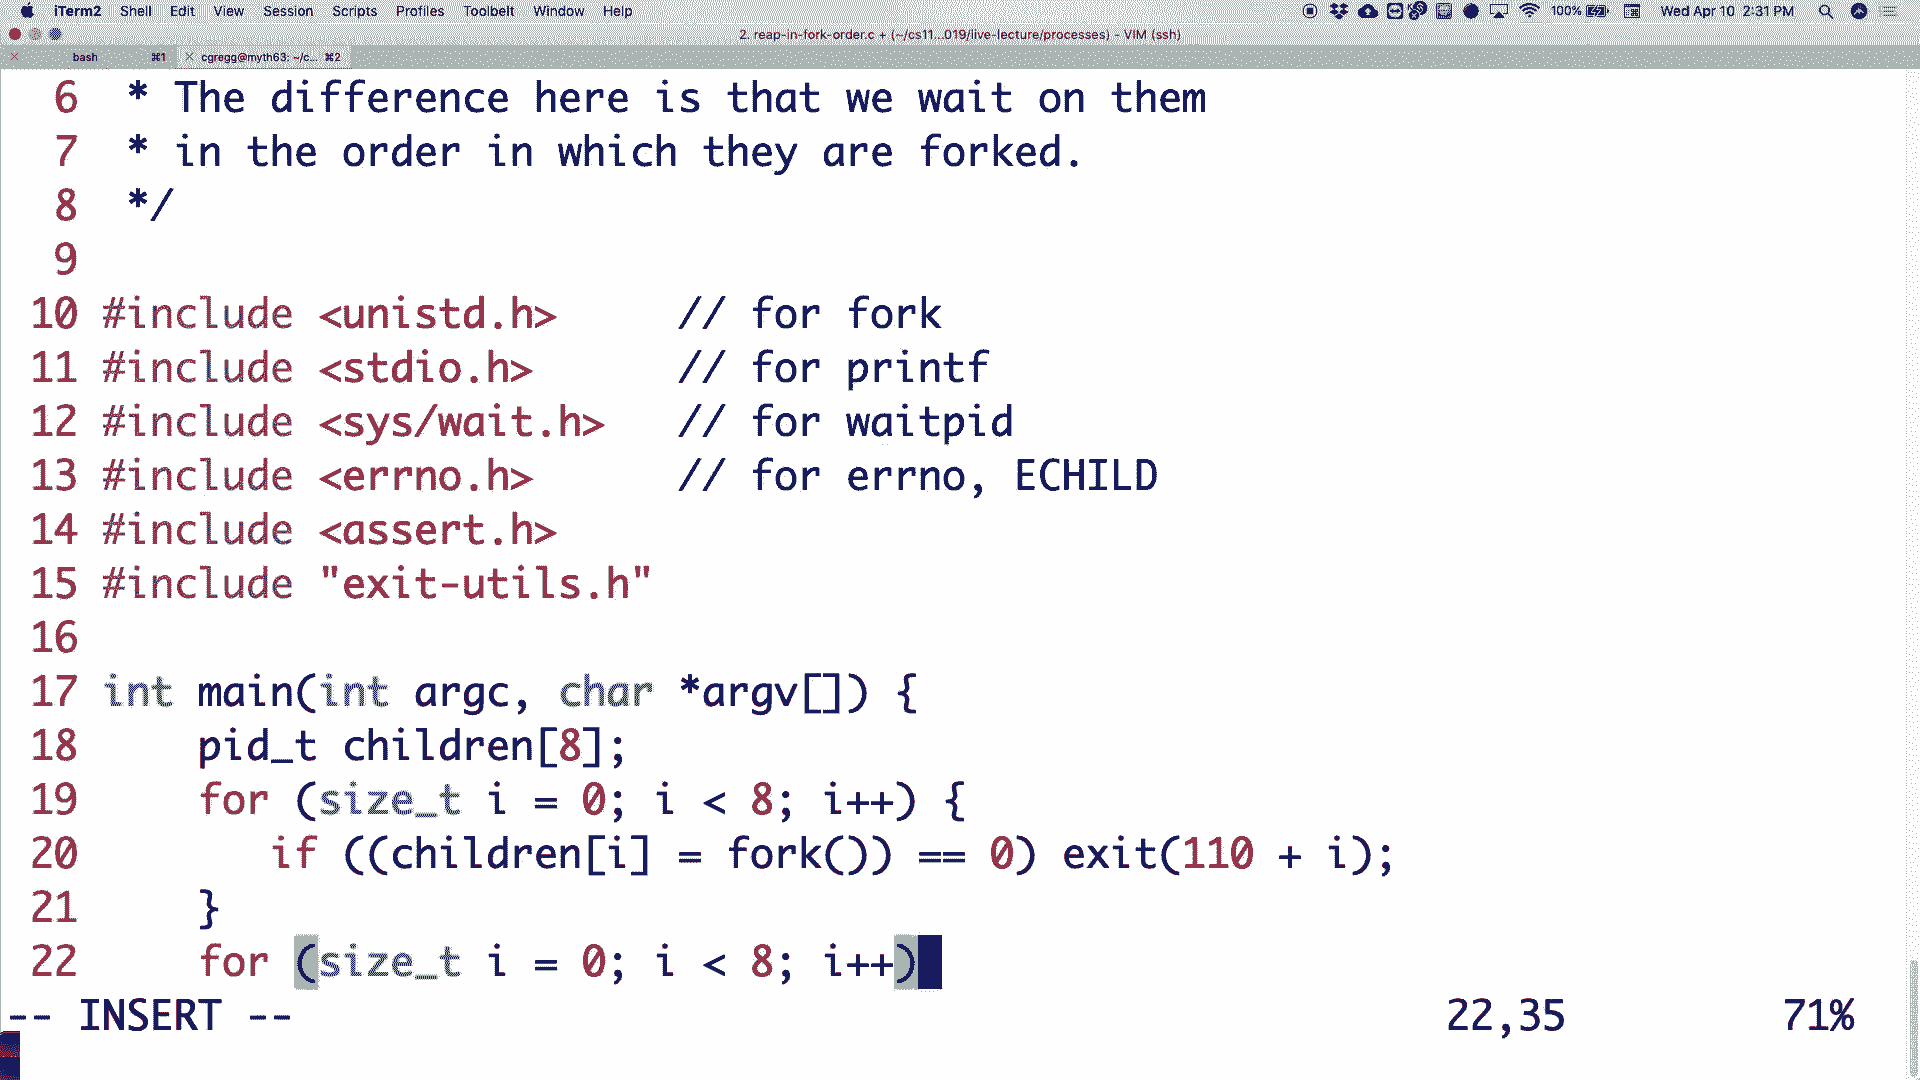 iTerm2 Shell Edit View Session Scripts Profiles Toolbelt Window Help 100% Wed Apr 10 2:31 PM
2. reap-in-fork-order.c + (~/cs11...019/live-lecture/processes) - VIM (ssh)
bash ⌘1 cgregg@myth63: ~/c... ⌘2
6 * The difference here is that we wait on them
7 * in the order in which they are forked.
8 */
9
10 #include <unistd.h> // for fork
11 #include <stdio.h> // for printf
12 #include <sys/wait.h> // for waitpid
13 #include <errno.h> // for errno, ECHILD
14 #include <assert.h>
15 #include "exit-utils.h"
16
17 int main(int argc, char *argv[]) {
18 pid_t children[8];
19 for (size_t i = 0; i < 8; i++) {
20 if ((children[i] = fork()) == 0) exit(110 + i);
21 }
22 for (size_t i = 0; i < 8; i++)
-- INSERT -- 22,35 71%